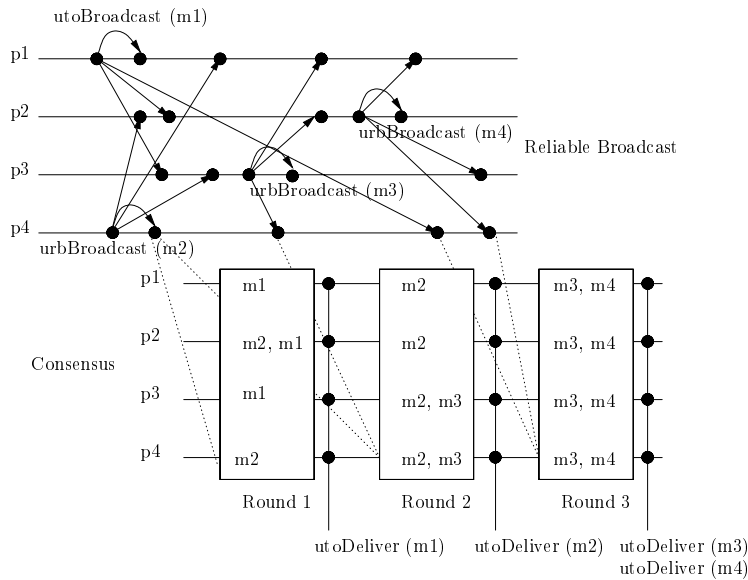 utoBroadcast (m1)
p1
p2
urbBroadcast (m4)
Reliable Broadcast
p3
urbBroadcast (m3)
p4
urbBroadcast (m2)
p1
m1
m2
m3, m4
p2
m2, m1
m2
m3, m4
Consensus
p3
m1
m2, m3
m3, m4
p4
m2
m2, m3
m3, m4
Round 1
Round 2
Round 3
utoDeliver (m1)
utoDeliver (m2)
utoDeliver (m3)
utoDeliver (m4)